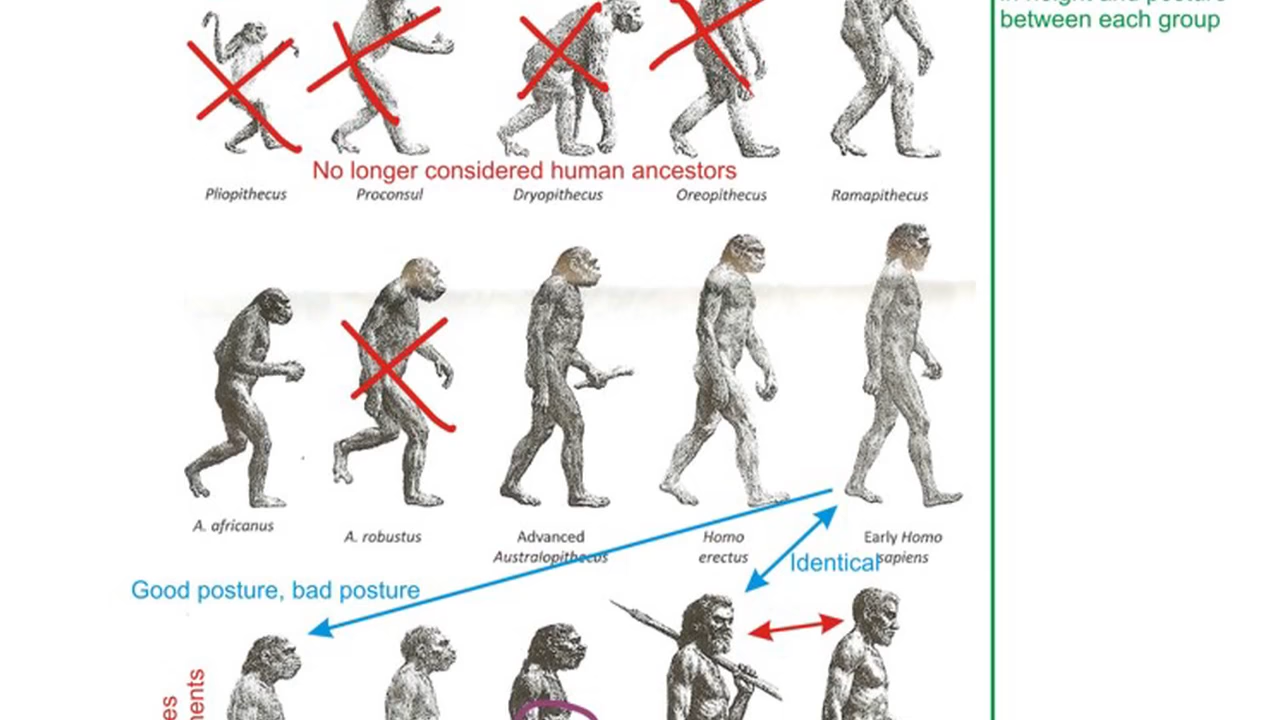 between each group
No longer considered human ancestors
Pliopithecus
Proconsul
Dryopithecus
Oreopithecus
Ramapithecus
A. africanus
A. robustus
Advanced
Australopithecus
Homo
erectus
Early Homo
sapiens
Identical
Good posture, bad posture